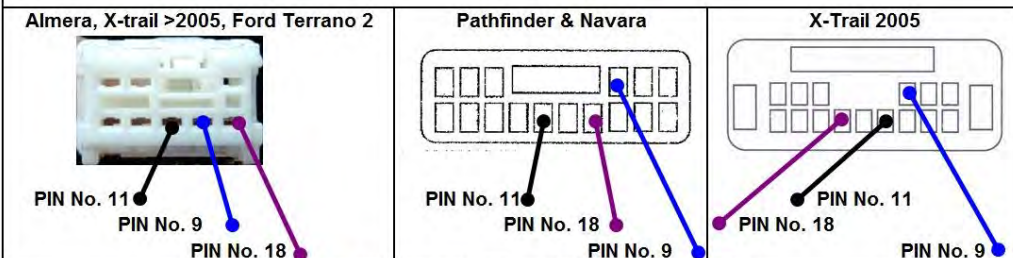 Almera, X-trail >2005, Ford Terrano 2
PIN No. 11
PIN No. 9
PIN No. 18
Pathfinder & Navara
PIN No. 11
PIN No. 18
PIN No. 9
X-Trail 2005
PIN No. 11
PIN No. 18
PIN No. 9